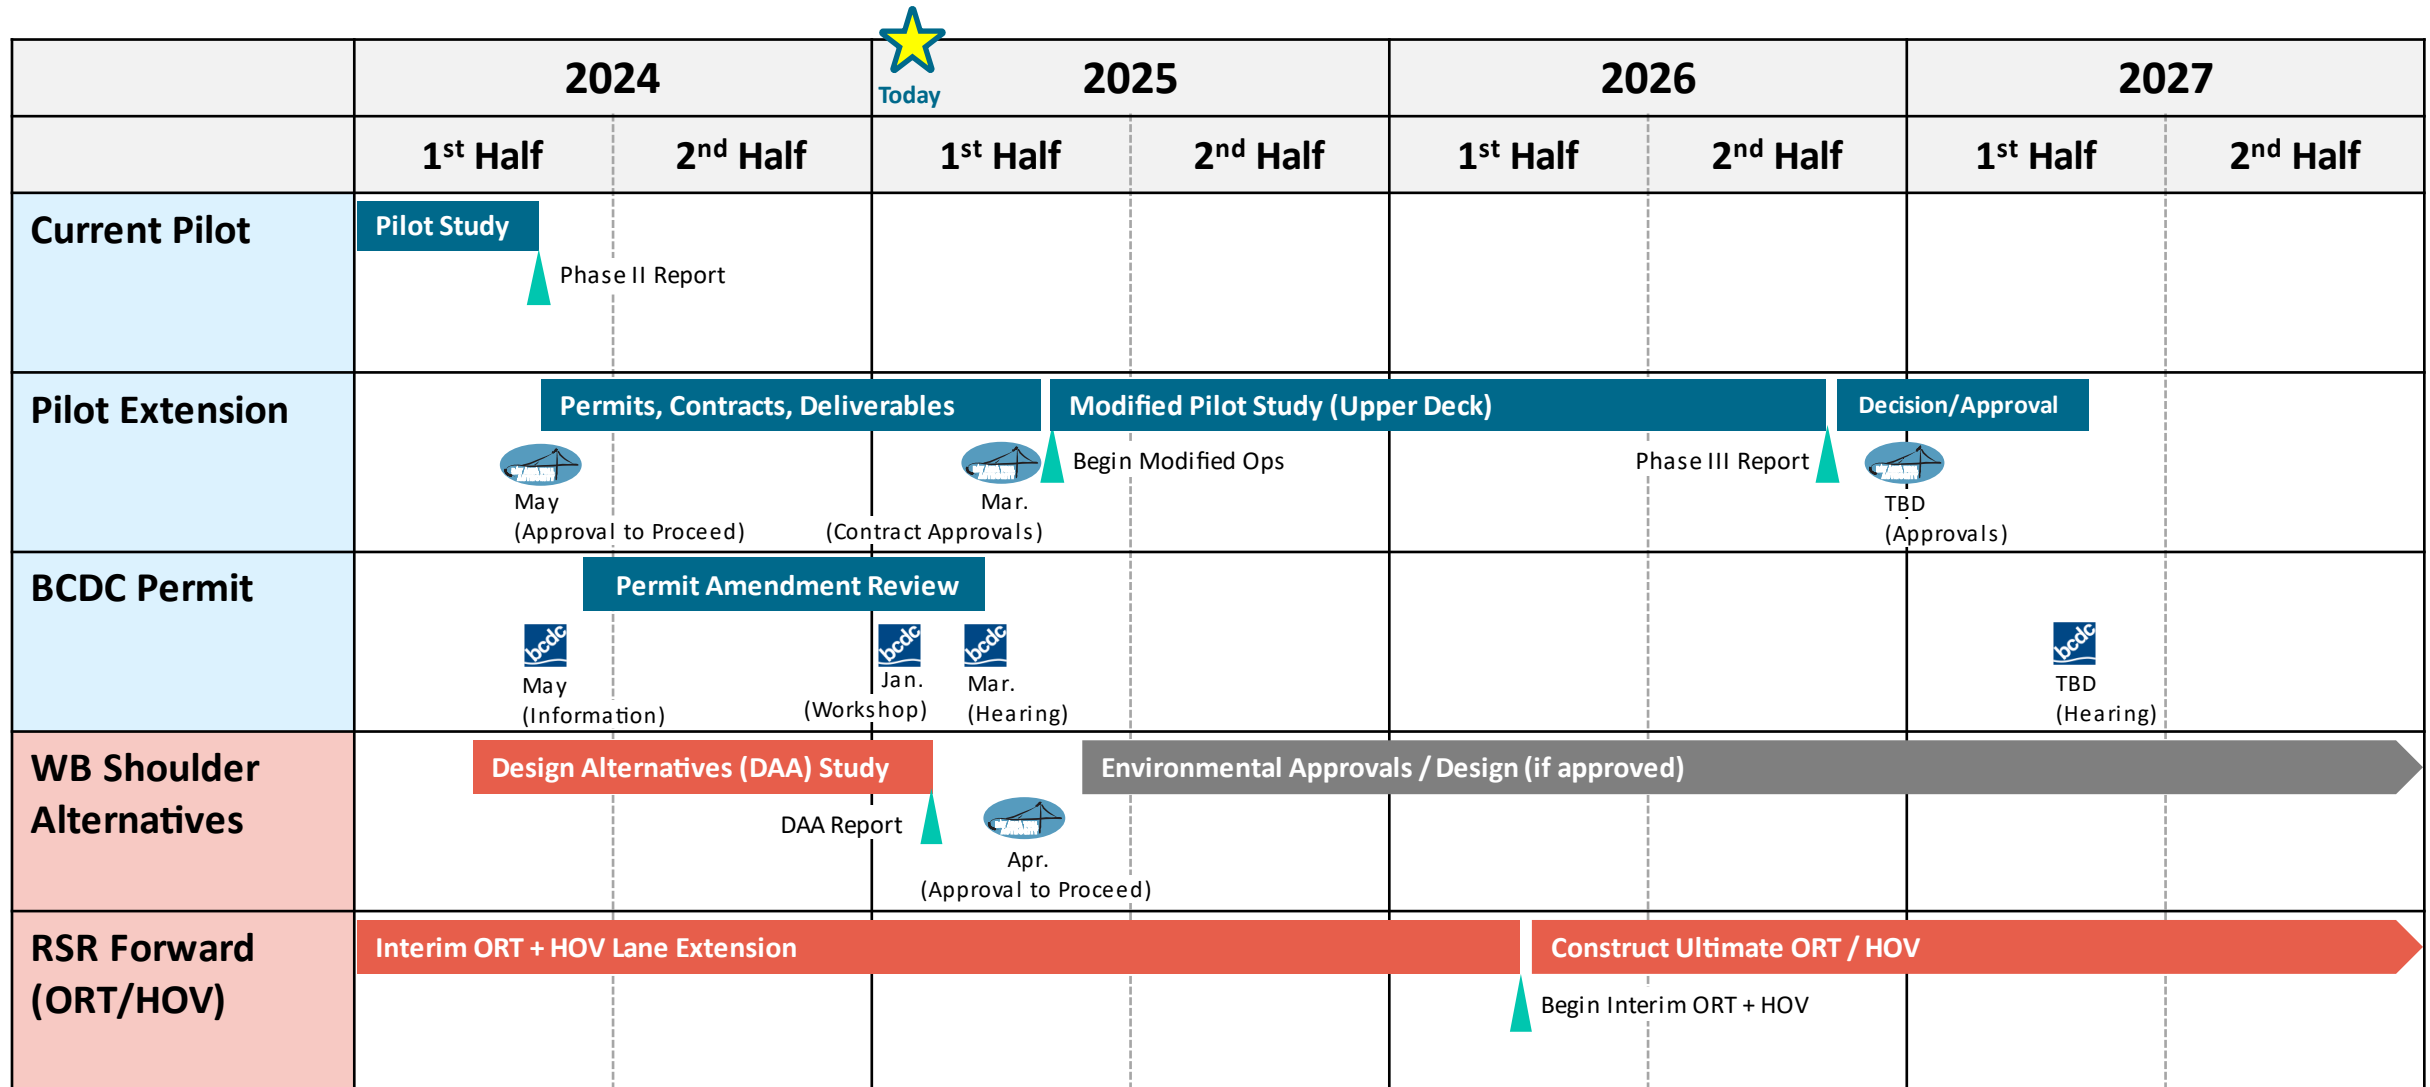 2024
2025
2026
2027
Today
1st Half
2nd Half
1st Half
2nd Half
1st Half
2nd Half
1st Half
2nd Half
Current Pilot
Pilot Study
Phase II Report
Pilot Extension
Permits, Contracts, Deliverables
Modified Pilot Study (Upper Deck)
Decision/Approval
Begin Modified Ops
Phase III Report
May
(Approval to Proceed)
Mar.
(Contract Approvals)
TBD
(Approvals)
BCDC Permit
Permit Amendment Review
bcdc
May
(Information)
bcdc
Jan.
(Workshop)
bcdc
Mar.
(Hearing)
bcdc
TBD
(Hearing)
WB Shoulder
Alternatives
Design Alternatives (DAA) Study
Environmental Approvals / Design (if approved)
DAA Report
Apr.
(Approval to Proceed)
RSR Forward
(ORT/HOV)
Interim ORT + HOV Lane Extension
Construct Ultimate ORT / HOV
Begin Interim ORT + HOV